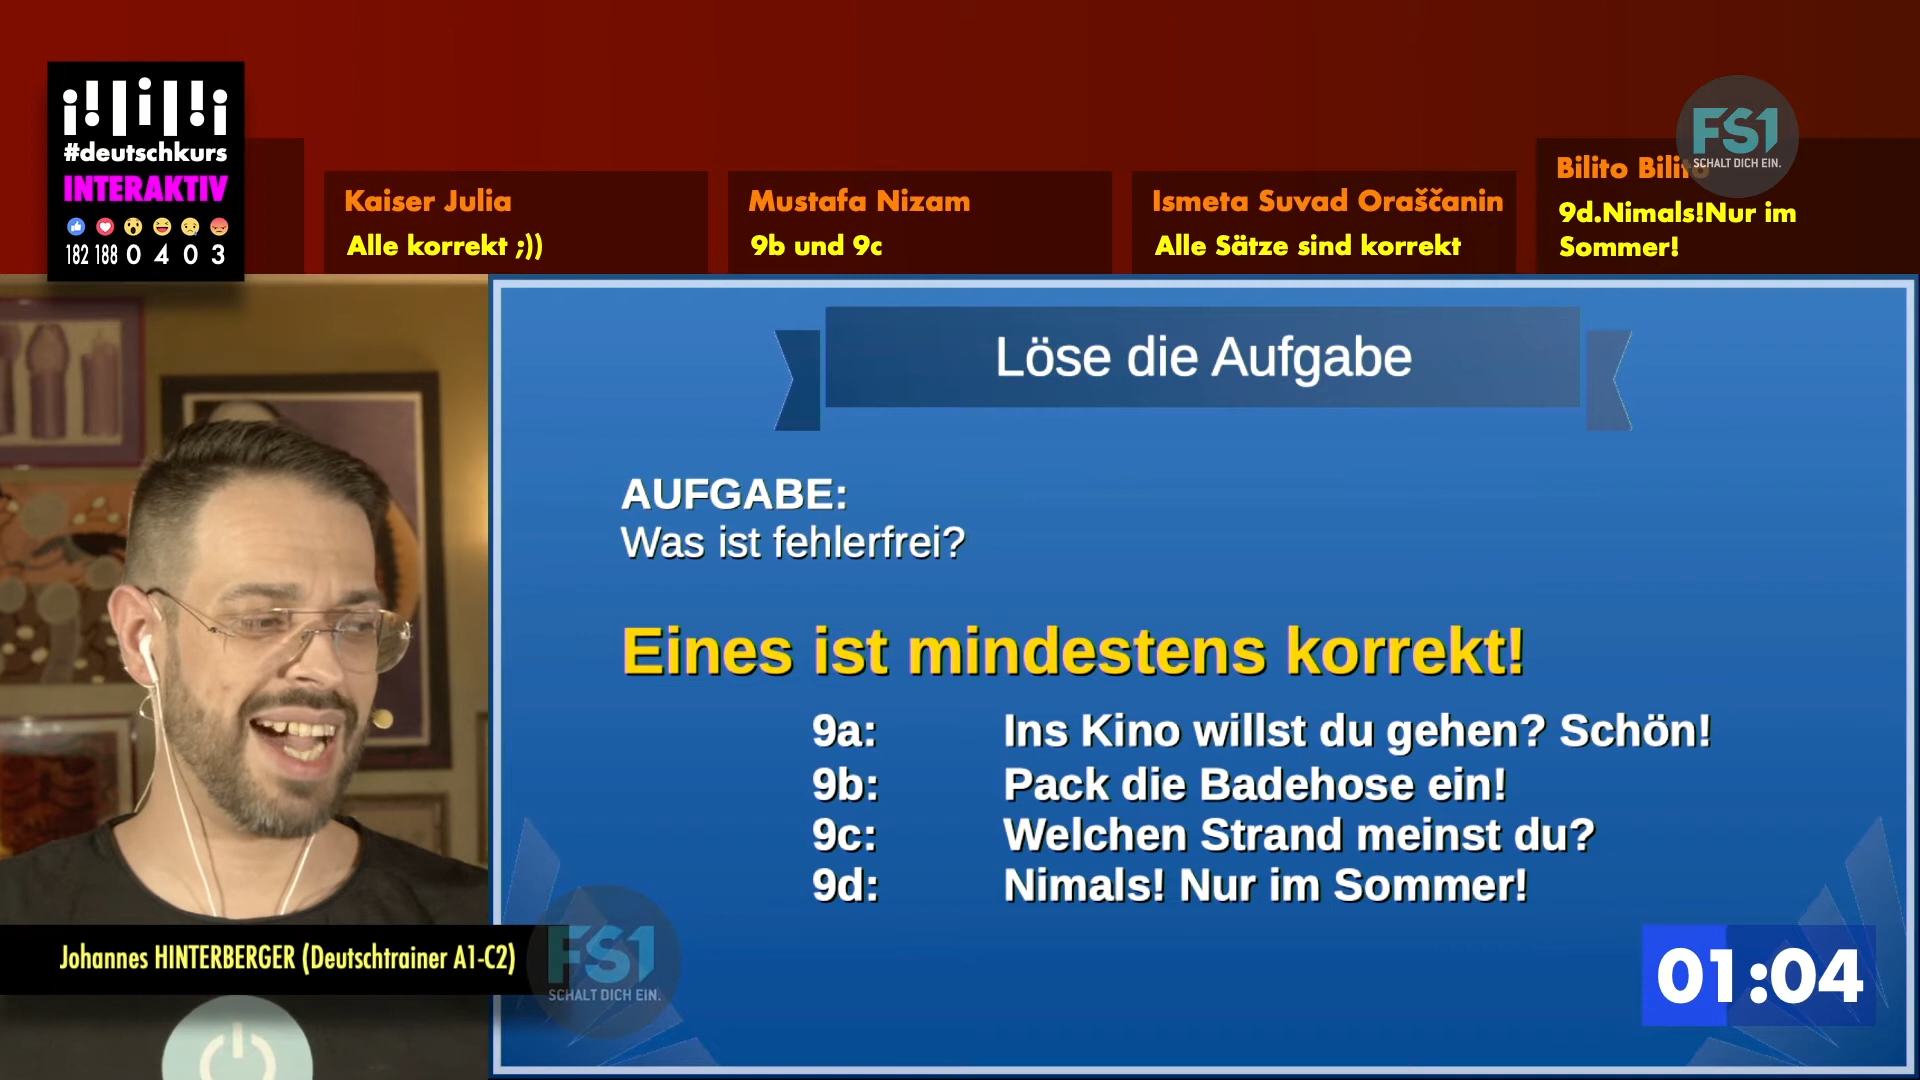 #deutschkurs
INTERAKTIV
182 188 0 4 0 3
Kaiser Julia
Alle korrekt ;))
Mustafa Nizam
9b und 9c
Ismeta Suvad Oraščanin
Alle Sätze sind korrekt
Bilito Bilito
9d.Nimals!Nur im
Sommer!
FS1
SCHALT DICH EIN.
Löse die Aufgabe
AUFGABE:
Was ist fehlerfrei?
Eines ist mindestens korrekt!
9a: Ins Kino willst du gehen? Schön!
9b: Pack die Badehose ein!
9c: Welchen Strand meinst du?
9d: Nimals! Nur im Sommer!
Johannes HINTERBERGER (Deutschtrainer A1-C2)
FS1
SCHALT DICH EIN.
01:04